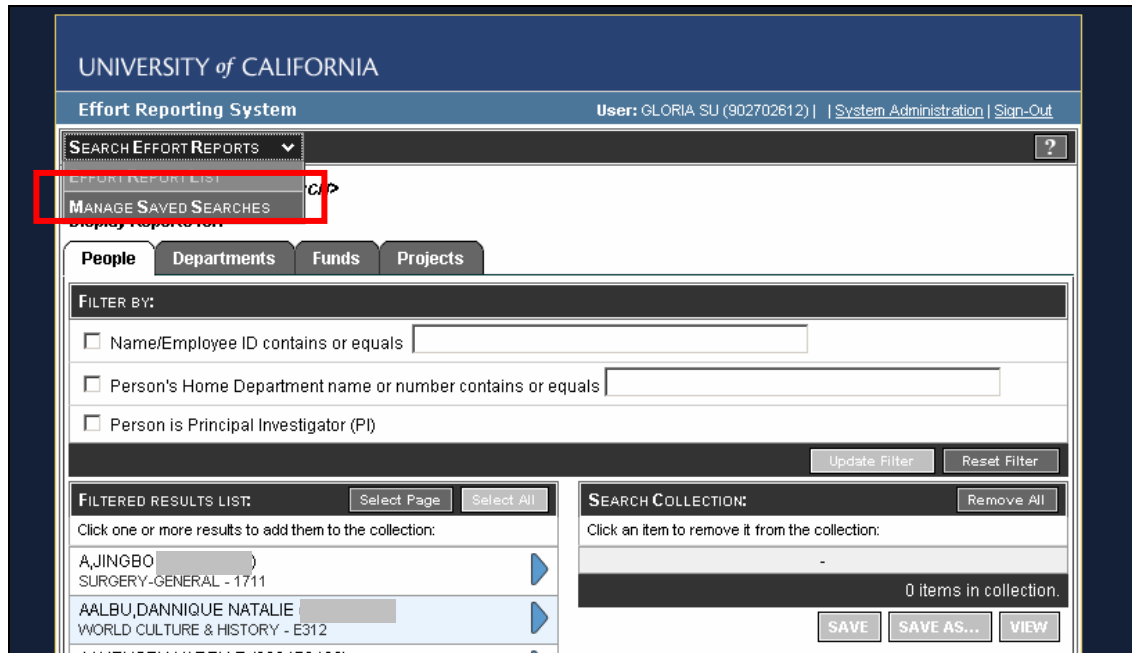 UNIVERSITY of CALIFORNIA
Effort Reporting System
User: GLORIA SU (902702612) | | System Administration | Sign-Out
SEARCH EFFORT REPORTS
?
EFFORT REPORT LIST
MANAGE SAVED SEARCHES
Display Reports for:
People Departments Funds Projects
FILTER BY:
Name/Employee ID contains or equals
Person's Home Department name or number contains or equals
Person is Principal Investigator (PI)
Update Filter Reset Filter
FILTERED RESULTS LIST: Select Page Select All
Click one or more results to add them to the collection:
A,JINGBO )
SURGERY-GENERAL - 1711
AALBU,DANNIQUE NATALIE (
WORLD CULTURE & HISTORY - E312
SEARCH COLLECTION: Remove All
Click an item to remove it from the collection:
-
0 items in collection.
SAVE SAVE AS... VIEW